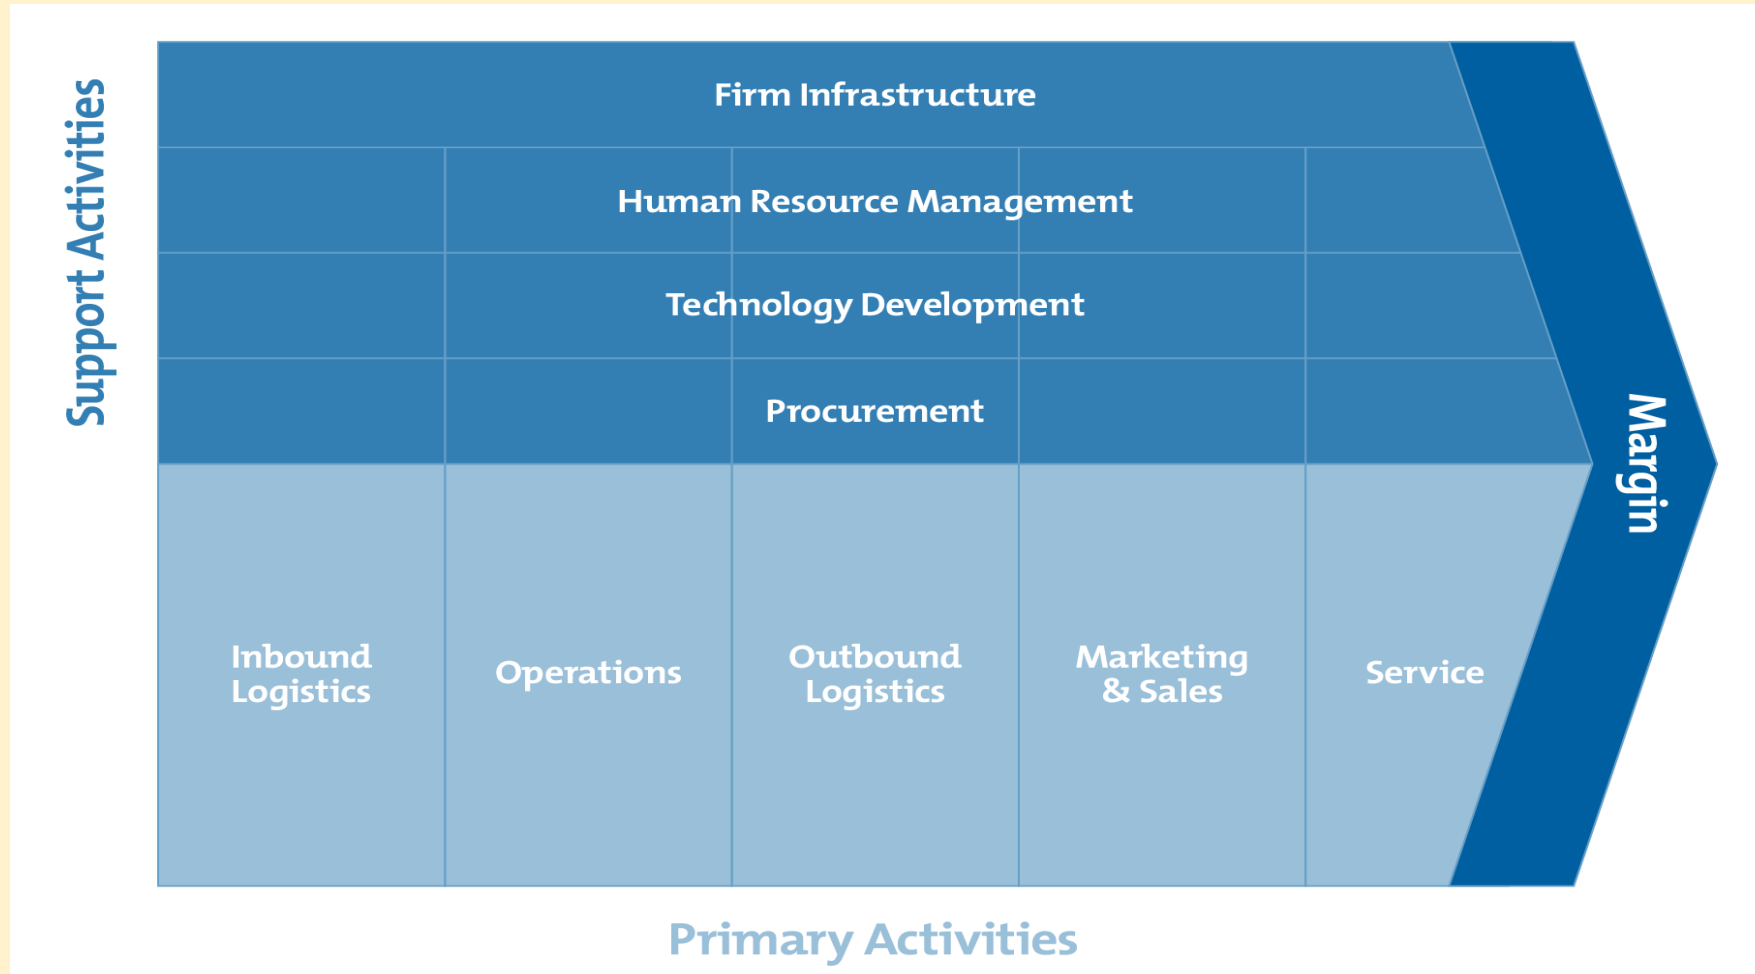 Support Activities
Firm Infrastructure
Human Resource Management
Technology Development
Procurement
Margin
Inbound
Logistics
Operations
Outbound
Logistics
Marketing
& Sales
Service
Primary Activities